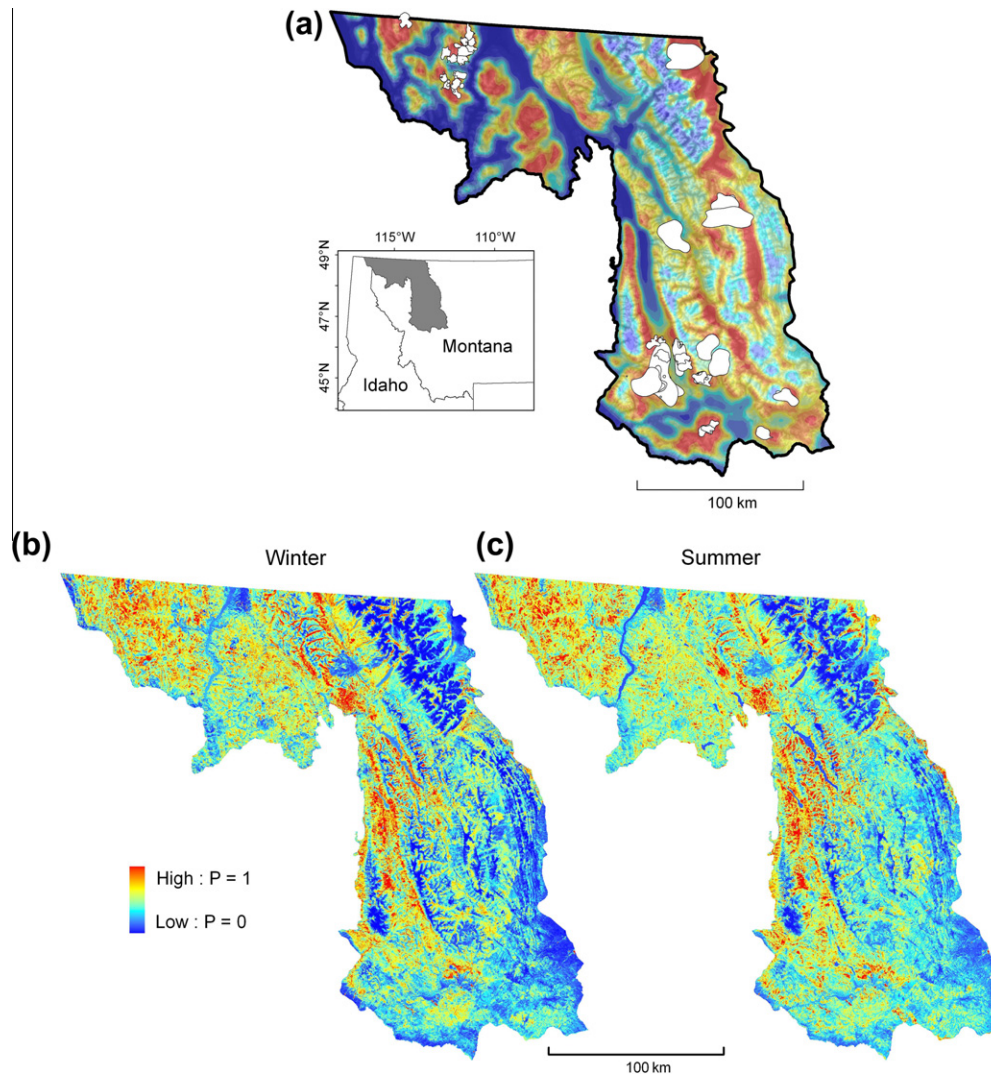 (a)
115°W 110°W
49°N
47°N
45°N
Montana
Idaho
100 km
(b) Winter
(c) Summer
High : P = 1
Low : P = 0
100 km